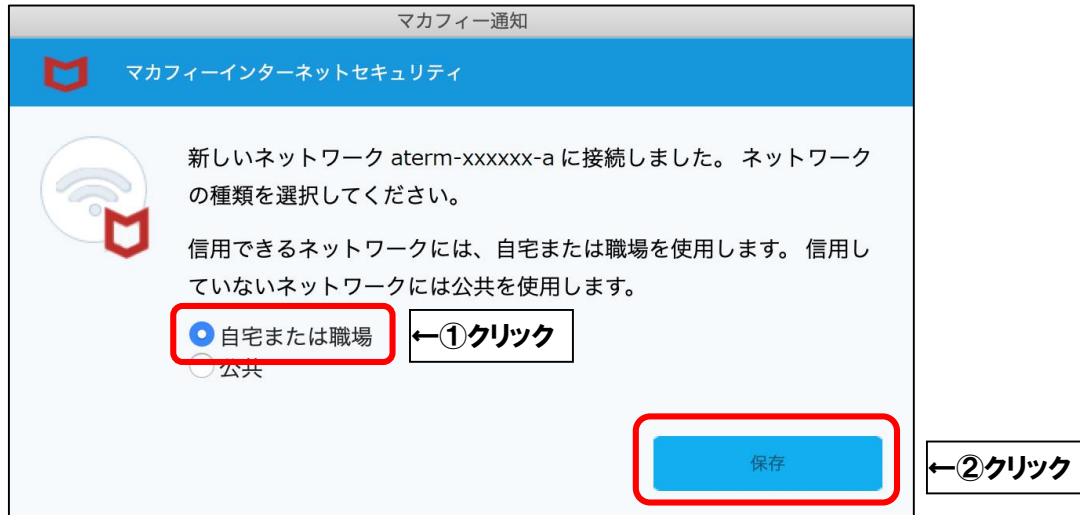 マカフィー通知
マカフィーインターネットセキュリティ
新しいネットワーク aterm-xxxxxx-a に接続しました。 ネットワーク
の種類を選択してください。
信用できるネットワークには、自宅または職場を使用します。 信用し
ていないネットワークには公共を使用します。
自宅または職場
←①クリック
公共
保存
←②クリック